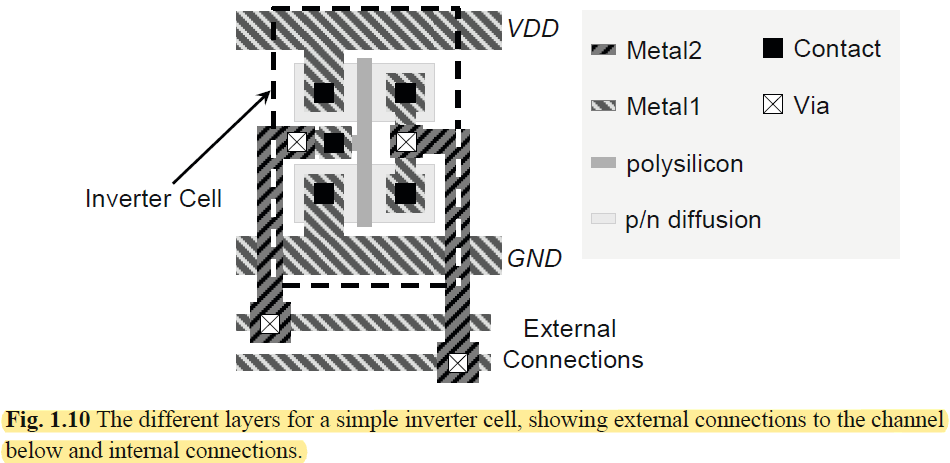 VDD
Metal2
Contact
Metal1
Via
polysilicon
Inverter Cell
p/n diffusion
GND
External
Connections
Fig. 1.10 The different layers for a simple inverter cell, showing external connections to the channel
below and internal connections.